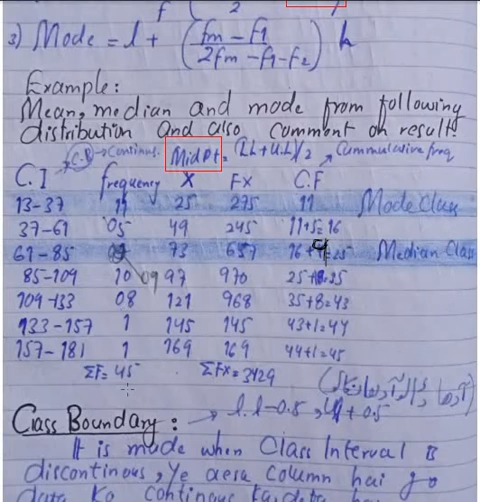 3) Mode = l + (fm - f1 / 2fm - f1 - f2) h
Example:
Mean, median and mode from following
distribution and also comment on result!
C.B → Continous. Mid Pt = (LL + U.L)/2 → Cummulative freq
C.I frequency X FX C.F
13-37 11 25 275 11 Mode Class
37-61 05 49 245 11+5=16
61-85 09 73 657 16+9=25 Median Class
85-109 10 97 970 25+10=35
109-133 08 121 968 35+8=43
133-157 1 145 145 43+1=44
157-181 1 169 169 44+1=45
ΣF = 45 ΣFX = 3429
Class Boundary: → l.l-0.5, +0.5
It is made when Class Interval is
discontinous, Ye aesa column hai jo
data Ko continous